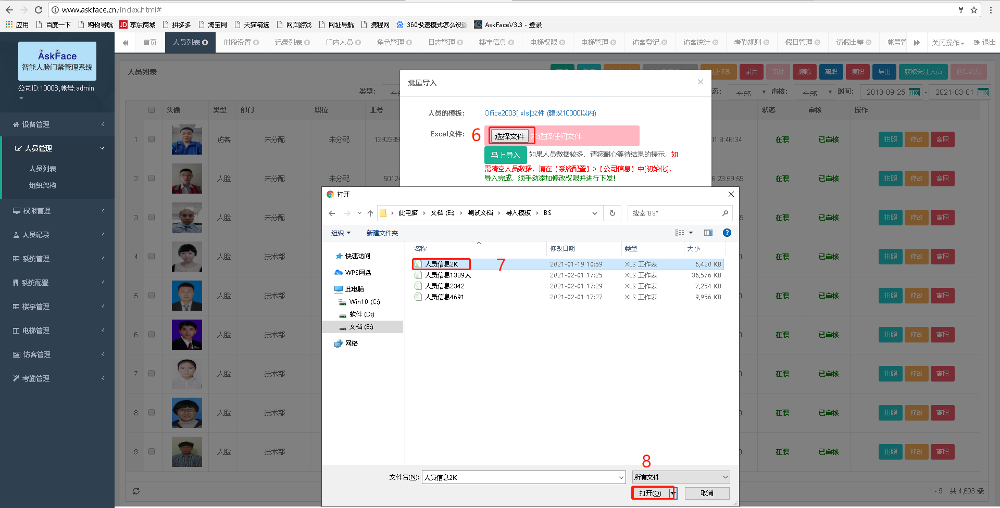 www.askface.cn/index.html#
应用 百度一下 购物导航 JD 京东商城 拼多多 淘宝网 天猫精选 网页游戏 网址导航 携程网 360极速模式怎么设置 AskFaceV3.3 - 登录
AskFace
智能人脸门禁管理系统
公司ID:10008,帐号:admin
设备管理
人员管理
人员列表
组织架构
权限管理
人员记录
系统管理
系统配置
楼宇管理
电梯管理
访客管理
考勤管理
首页 人员列表 时段设置 记录列表 门内人员 角色管理 日志管理 楼宇信息 电梯权限 电梯管理 访客登记 访客统计 考勤规则 假日管理 请假出差 帐号管 关闭操作 退出
人员列表
量修改 录用 审批 删除 离职 复职 导出 获取关注人员 通知消息
类型: 全部 态: 全部 审核: 全部 时间: 2018-09-25 - 2021-03-01
头像 类型 部门 职位 工号 状态 审核 操作
1 访客 未分配 未分配 1392389 01 8:46:34 在职 已审核 拍照 修改 离职
2 人脸 未分配 未分配 50124 6 23:59:59 在职 已审核 拍照 修改 离职
3 人脸 未分配 9 在职 已审核 拍照 修改 离职
4 人脸 技术部 在职 已审核 拍照 修改 离职
5 人脸 技术部 在职 已审核 拍照 修改 离职
6 人脸 技术部 在职 已审核 拍照 修改 离职
7 人脸 技术部 在职 已审核 拍照 修改 离职
8 人脸 技术部 在职 已审核 拍照 修改 离职
9 人脸 技术部 在职 已审核 拍照 修改 离职
1 - 9 共 4,693 条
批量导入 ×
人员的模板: Office2003[.xls]文件 (建议10000以内)
Excel文件: 6 选择文件 未选择任何文件
马上导入 如果人员数据较多，请您耐心等待结果的提示，如
需清空人员数据，请在【系统配置】>【公司信息】中[初始化]，
导入完成，须手动添加修改权限并进行下发!
打开
此电脑 › 文档 (E:) › 测试文档 › 导入模板 › BS 搜索"BS"
组织 新建文件夹
快速访问
WPS网盘
此电脑
Win10 (C:)
软件 (D:)
文档 (E:)
网络
名称 修改日期 类型 大小
人员信息2K 7 2021-01-19 10:59 XLS 工作表 6,420 KB
人员信息1339人 2021-02-01 17:25 XLS 工作表 36,576 KB
人员信息2342 2021-02-01 17:29 XLS 工作表 7,254 KB
人员信息4691 2021-02-01 17:27 XLS 工作表 9,956 KB
8
文件名(N): 人员信息2K 所有文件
打开(O) 取消